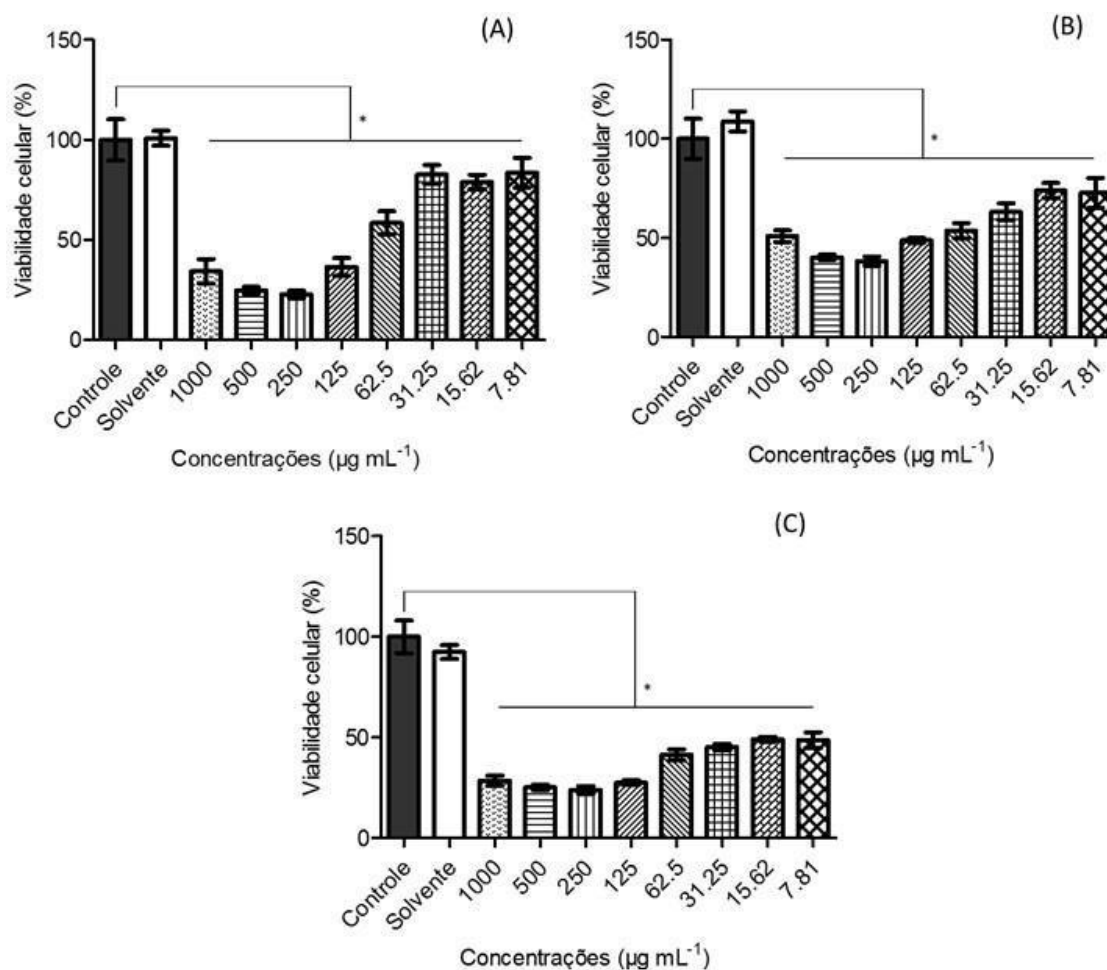 (A)
150
100
50
0
Viabilidade celular (%)
*
Controle
Solvente
1000
500
250
125
62.5
31.25
15.62
7.81
Concentrações (µg mL⁻¹)
(B)
150
100
50
0
Viabilidade celular (%)
*
Controle
Solvente
1000
500
250
125
62.5
31.25
15.62
7.81
Concentrações (µg mL⁻¹)
(C)
150
100
50
0
Viabilidade celular (%)
*
Controle
Solvente
1000
500
250
125
62.5
31.25
15.62
7.81
Concentrações (µg mL⁻¹)